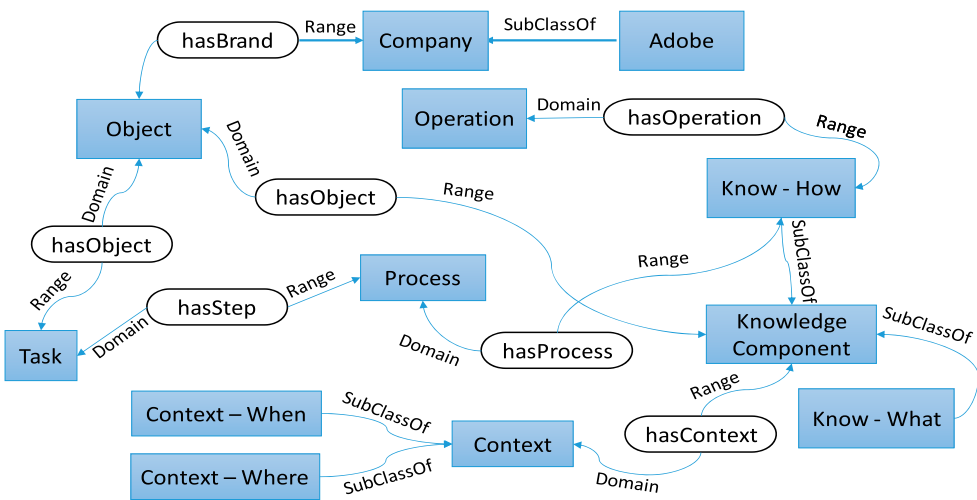 hasBrand
Range
Company
SubClassOf
Adobe
Object
Operation
Domain
hasOperation
Range
Domain
Domain
hasObject
Range
Know - How
hasObject
Range
SubClassOf
Range
hasStep
Range
Process
Domain
Domain
hasProcess
Knowledge
Component
SubClassOf
Task
Range
Context – When
SubClassOf
Know - What
Context
hasContext
Context – Where
SubClassOf
Domain